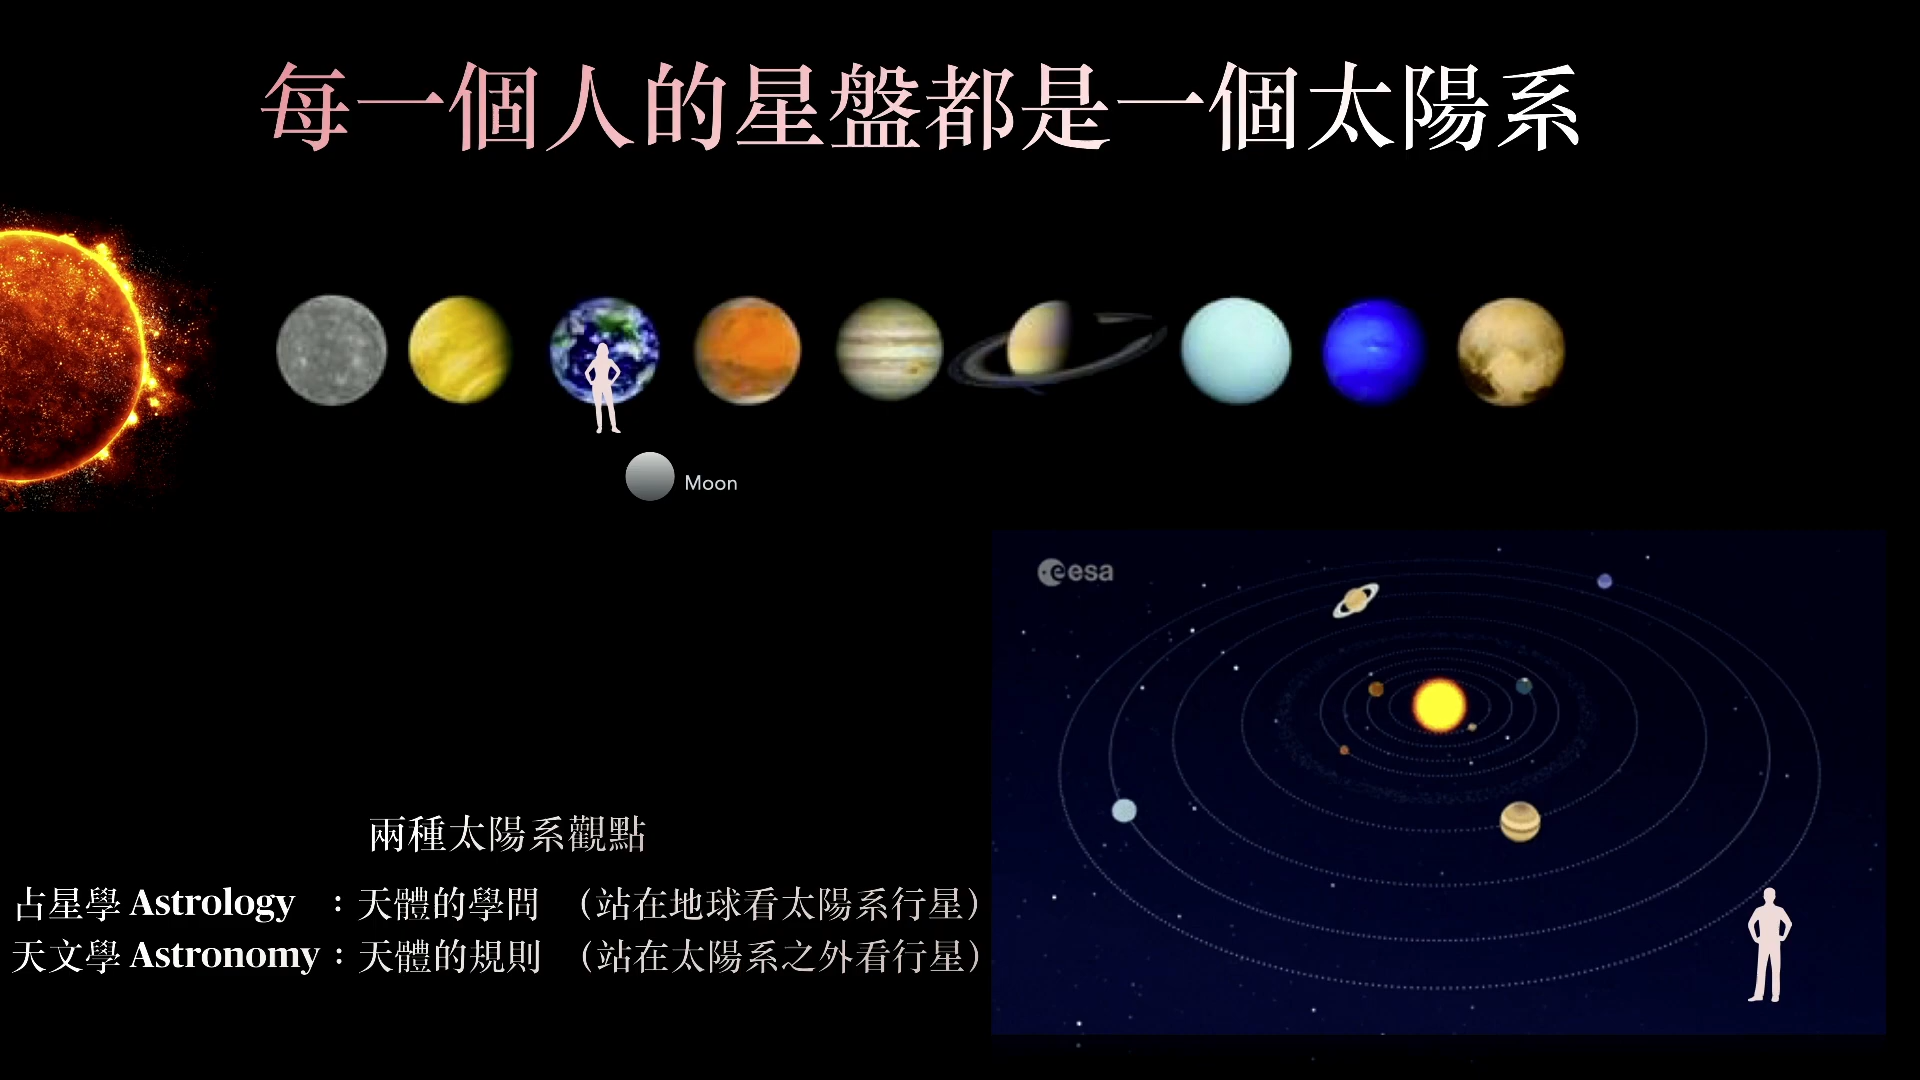 每一個人的星盤都是一個太陽系
Moon
esa
兩種太陽系觀點
占星學 Astrology ：天體的學問 （站在地球看太陽系行星）
天文學 Astronomy：天體的規則 （站在太陽系之外看行星）